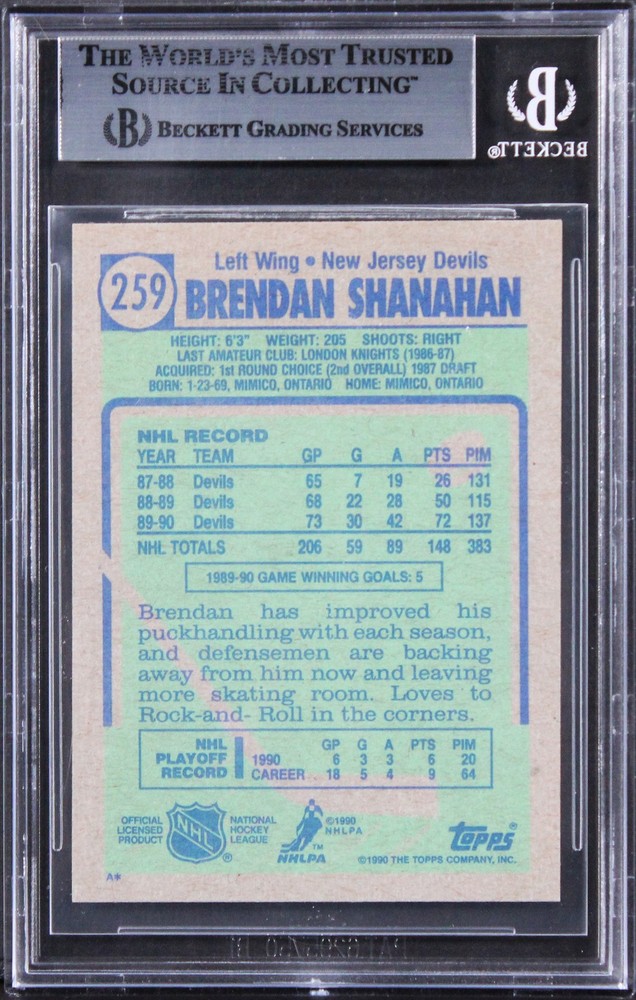 THE WORLD'S MOST TRUSTED
SOURCE IN COLLECTING™
B BECKETT GRADING SERVICES
B
BECKETT®
259
Left Wing • New Jersey Devils
BRENDAN SHANAHAN
HEIGHT: 6'3" WEIGHT: 205 SHOOTS: RIGHT
LAST AMATEUR CLUB: LONDON KNIGHTS (1986-87)
ACQUIRED: 1st ROUND CHOICE (2nd OVERALL) 1987 DRAFT
BORN: 1-23-69, MIMICO, ONTARIO HOME: MIMICO, ONTARIO
NHL RECORD
YEAR TEAM GP G A PTS PIM
87-88 Devils 65 7 19 26 131
88-89 Devils 68 22 28 50 115
89-90 Devils 73 30 42 72 137
NHL TOTALS 206 59 89 148 383
1989-90 GAME WINNING GOALS: 5
Brendan has improved his
puckhandling with each season,
and defensemen are backing
away from him now and leaving
more skating room. Loves to
Rock-and- Roll in the corners.
NHL PLAYOFF RECORD
GP G A PTS PIM
1990 6 3 3 6 20
CAREER 18 5 4 9 64
OFFICIAL
LICENSED
PRODUCT
NHL
®
NATIONAL
HOCKEY
LEAGUE
©1990
NHLPA
TM
NHLPA
topps®
©1990 THE TOPPS COMPANY, INC.
A*